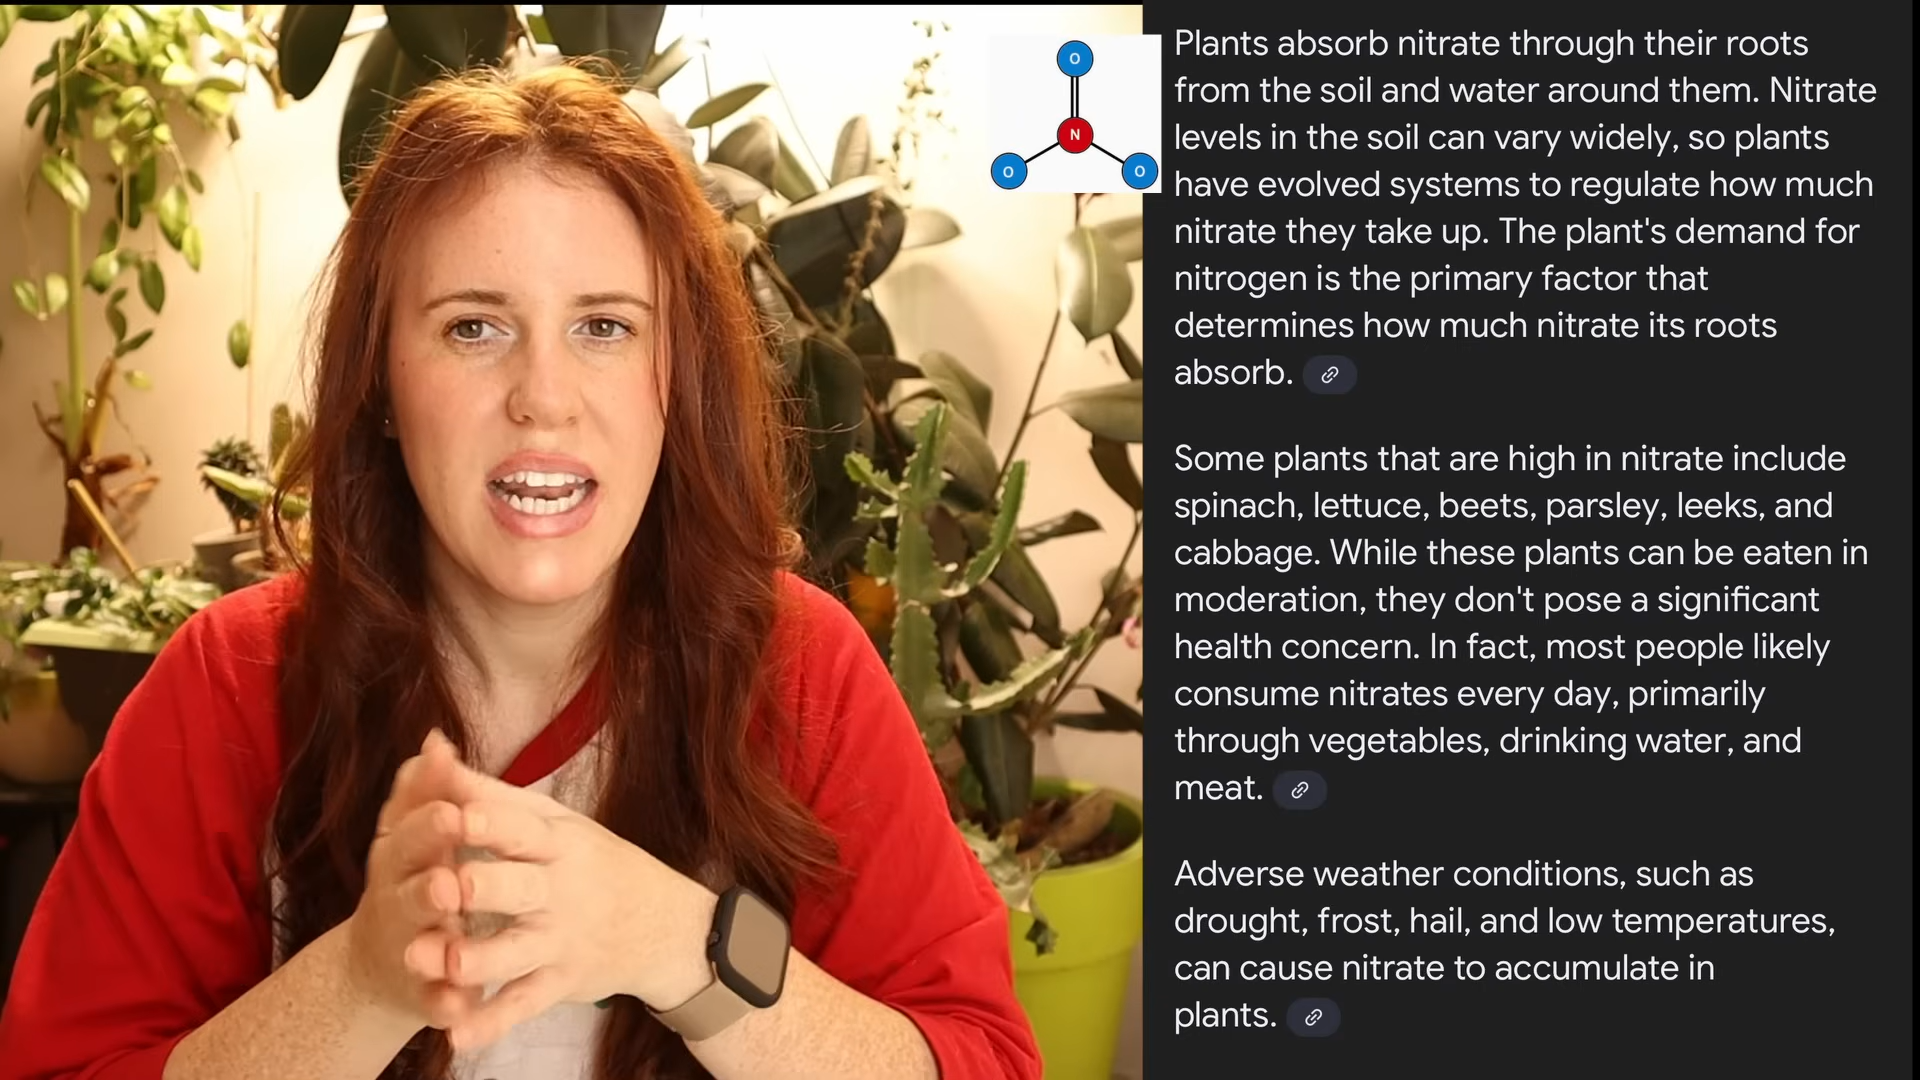 O
N
O
O
Plants absorb nitrate through their roots
from the soil and water around them. Nitrate
levels in the soil can vary widely, so plants
have evolved systems to regulate how much
nitrate they take up. The plant's demand for
nitrogen is the primary factor that
determines how much nitrate its roots
absorb.
Some plants that are high in nitrate include
spinach, lettuce, beets, parsley, leeks, and
cabbage. While these plants can be eaten in
moderation, they don't pose a significant
health concern. In fact, most people likely
consume nitrates every day, primarily
through vegetables, drinking water, and
meat.
Adverse weather conditions, such as
drought, frost, hail, and low temperatures,
can cause nitrate to accumulate in
plants.